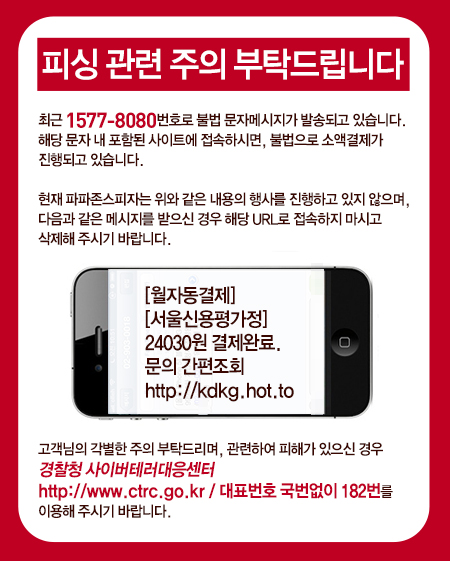 피싱 관련 주의 부탁드립니다
최근 1577-8080번호로 불법 문자메시지가 발송되고 있습니다.
해당 문자 내 포함된 사이트에 접속하시면, 불법으로 소액결제가
진행되고 있습니다.
현재 파파존스피자는 위와 같은 내용의 행사를 진행하고 있지 않으며,
다음과 같은 메시지를 받으신 경우 해당 URL로 접속하지 마시고
삭제해 주시기 바랍니다.
[월자동결제]
[서울신용평가정]
24030원 결제완료.
문의 간편조회
http://kdkg.hot.to
고객님의 각별한 주의 부탁드리며, 관련하여 피해가 있으신 경우
경찰청 사이버테러대응센터
http://www.ctrc.go.kr / 대표번호 국번없이 182번를
이용해 주시기 바랍니다.